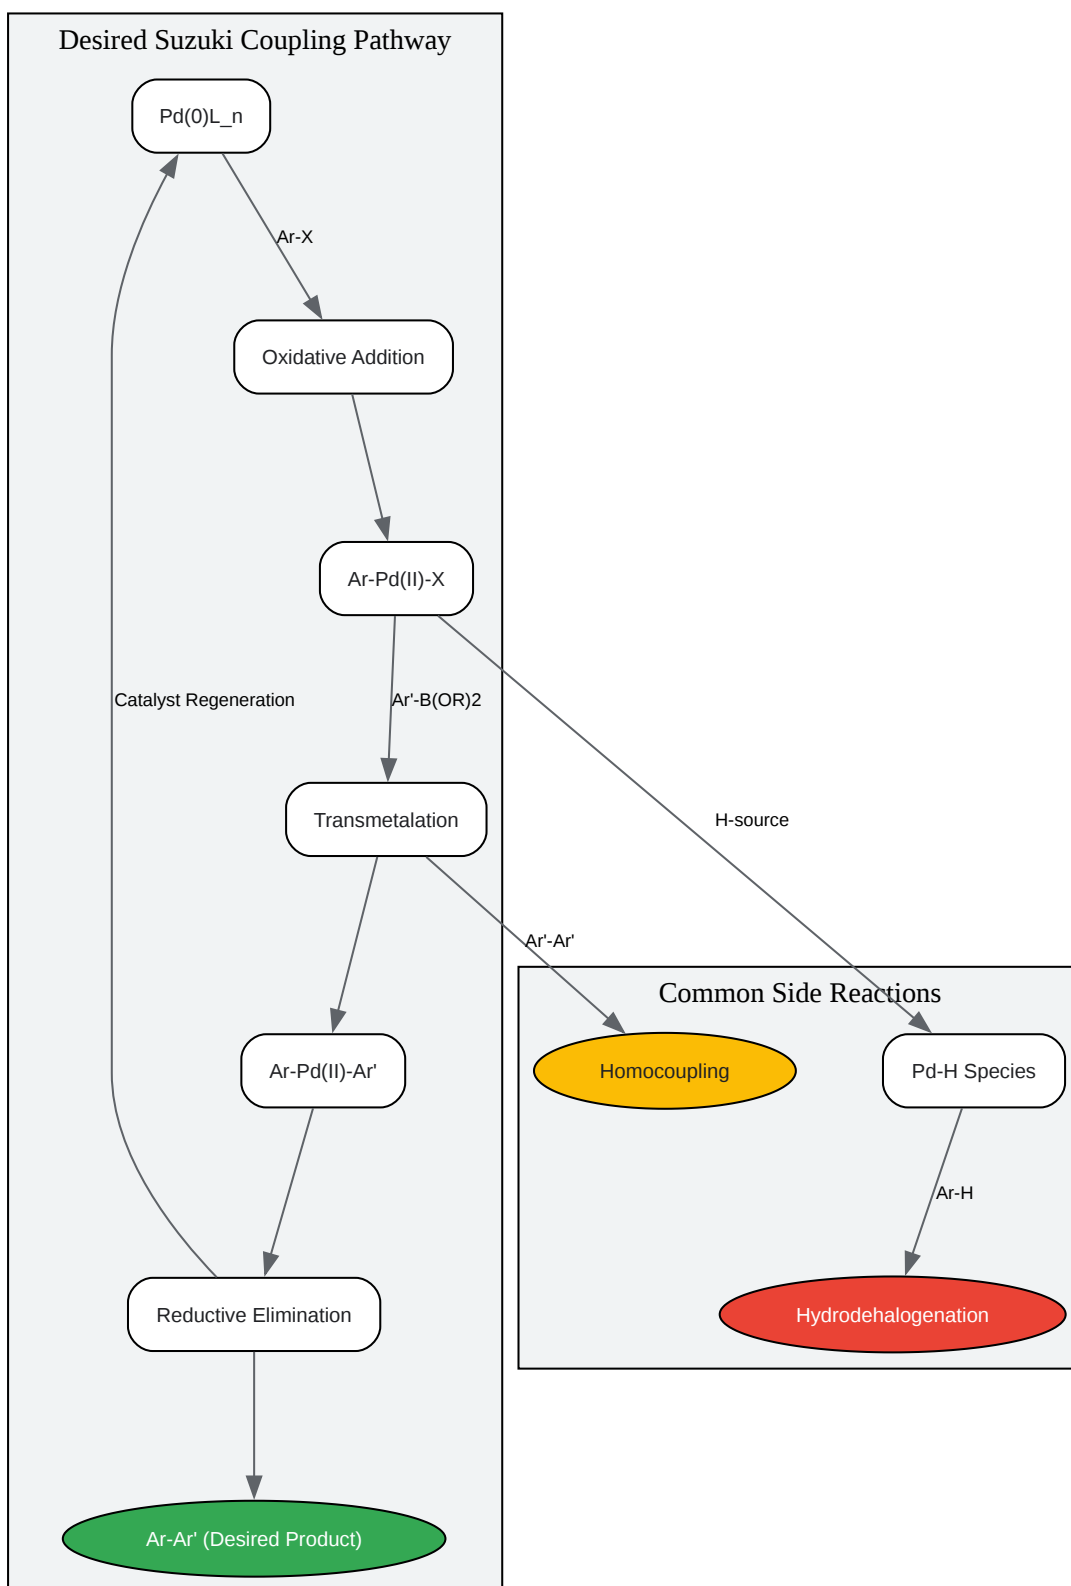 Desired Suzuki Coupling Pathway
Pd(0)L_n
Ar-X
Oxidative Addition
Ar-Pd(II)-X
Catalyst Regeneration
Ar'-B(OR)2
Transmetalation
H-source
Ar'-Ar'
Common Side Reactions
Ar-Pd(II)-Ar'
Homocoupling
Pd-H Species
Ar-H
Reductive Elimination
Hydrodehalogenation
Ar-Ar' (Desired Product)